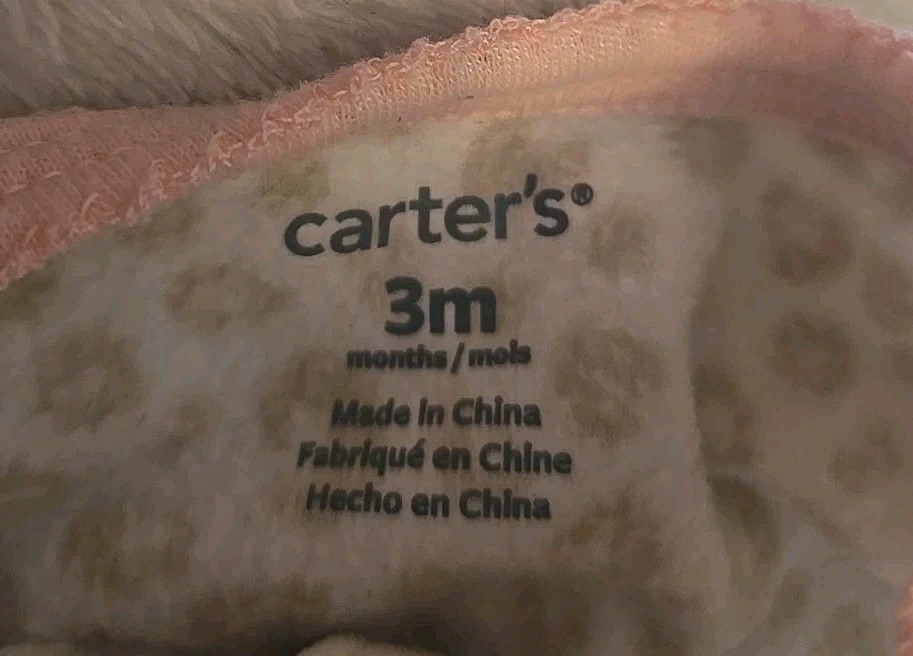 carter's®
3m
months/mois
Made in China
Fabriqué en Chine
Hecho en China